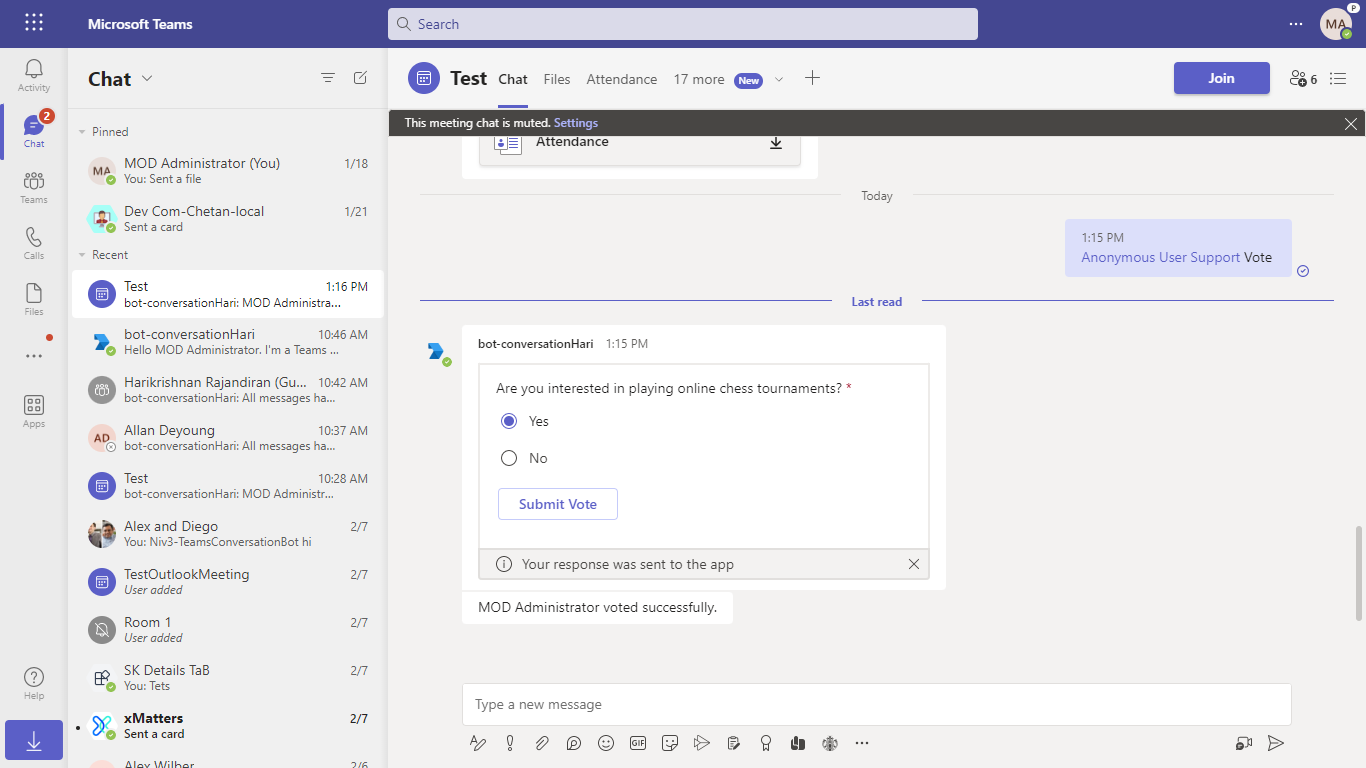 Microsoft Teams
Search
P
MA
Activity
2
Chat
Teams
Calls
Files
Apps
Help
Chat
Pinned
MA
MOD Administrator (You)
1/18
You: Sent a file
Dev Com-Chetan-local
1/21
Sent a card
Recent
Test
1:16 PM
bot-conversationHari: MOD Administra...
bot-conversationHari
10:46 AM
Hello MOD Administrator. I'm a Teams ...
Harikrishnan Rajandiran (Gu...
10:42 AM
bot-conversationHari: All messages ha...
AD
Allan Deyoung
10:37 AM
bot-conversationHari: All messages ha...
Test
10:28 AM
bot-conversationHari: MOD Administr...
Alex and Diego
2/7
You: Niv3-TeamsConversationBot hi
TestOutlookMeeting
2/7
User added
Room 1
2/7
User added
SK Details TaB
2/7
You: Tets
xMatters
2/7
Sent a card
Alex Wilber
2/6
Test
Chat
Files
Attendance
17 more
New
Join
6
This meeting chat is muted. Settings
Attendance
Today
1:15 PM
Anonymous User Support Vote
Last read
bot-conversationHari
1:15 PM
Are you interested in playing online chess tournaments? *
Yes
No
Submit Vote
Your response was sent to the app
MOD Administrator voted successfully.
Type a new message
GIF